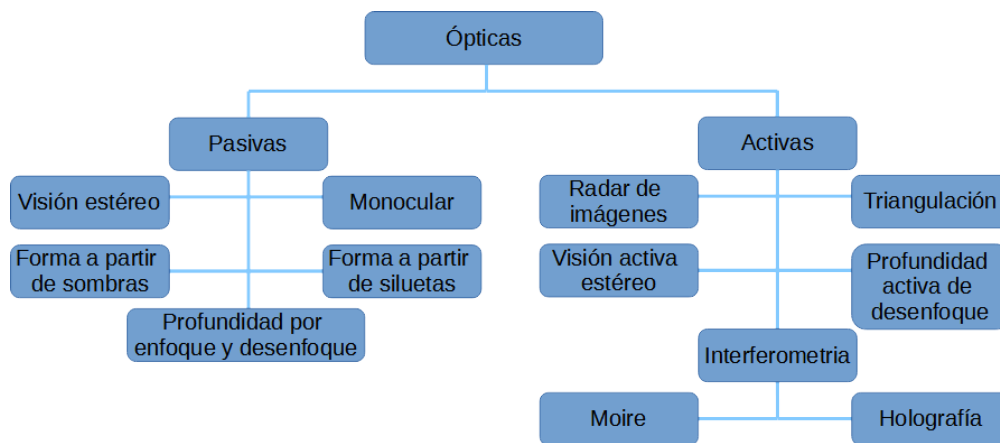 Ópticas
Pasivas
Activas
Visión estéreo
Monocular
Radar de
imágenes
Triangulación
Forma a partir
de sombras
Forma a partir
de siluetas
Visión activa
estéreo
Profundidad
activa de
desenfoque
Profundidad por
enfoque y desenfoque
Interferometria
Moire
Holografía